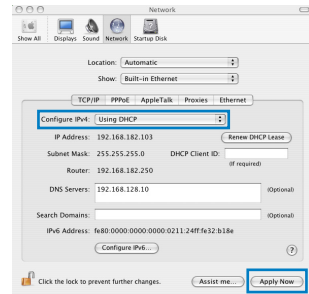 Network
Show All Displays Sound Network Startup Disk
Location: Automatic
Show: Built-in Ethernet
TCP/IP PPPoE AppleTalk Proxies Ethernet
Configure IPv4: Using DHCP
IP Address: 192.168.182.103 Renew DHCP Lease
Subnet Mask: 255.255.255.0 DHCP Client ID:
(If required)
Router: 192.168.182.250
DNS Servers: 192.168.128.10 (Optional)
Search Domains: (Optional)
IPv6 Address: fe80:0000:0000:0000:0211:24ff:fe32:b18e
Configure IPv6...
?
Click the lock to prevent further changes. Assist me... Apply Now